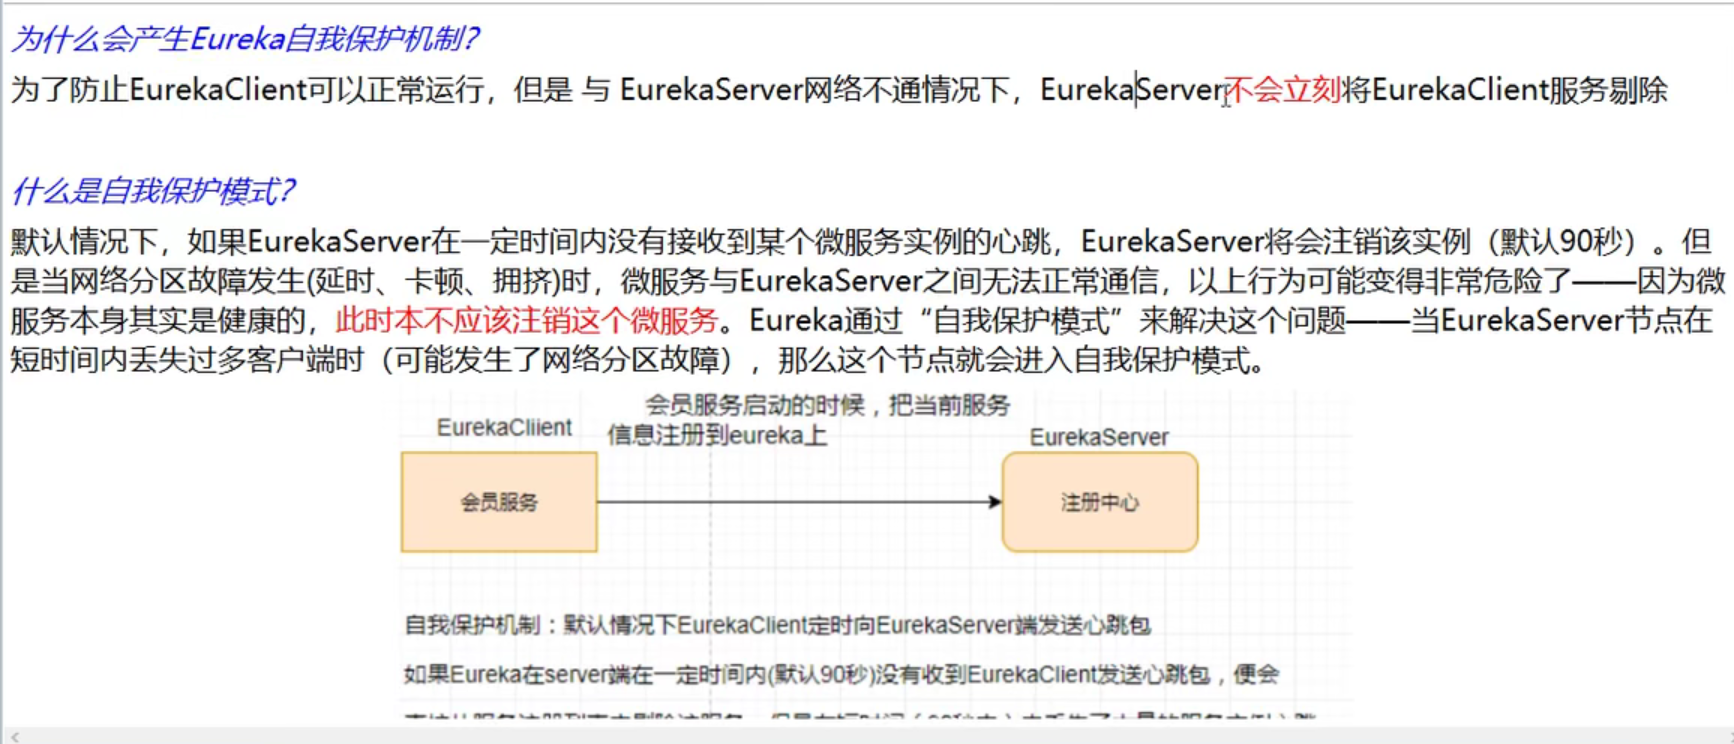 为什么会产生Eureka自我保护机制?
为了防止EurekaClient可以正常运行，但是 与 EurekaServer网络不通情况下，EurekaServer不会立刻将EurekaClient服务剔除
什么是自我保护模式?
默认情况下，如果EurekaServer在一定时间内没有接收到某个微服务实例的心跳，EurekaServer将会注销该实例（默认90秒）。但
是当网络分区故障发生(延时、卡顿、拥挤)时，微服务与EurekaServer之间无法正常通信，以上行为可能变得非常危险了——因为微
服务本身其实是健康的，此时本不应该注销这个微服务。Eureka通过“自我保护模式”来解决这个问题——当EurekaServer节点在
短时间内丢失过多客户端时（可能发生了网络分区故障），那么这个节点就会进入自我保护模式。
会员服务启动的时候，把当前服务
信息注册到eureka上
EurekaCliient
EurekaServer
会员服务
注册中心
自我保护机制：默认情况下EurekaClient定时向EurekaServer端发送心跳包
如果Eureka在server端在一定时间内(默认90秒)没有收到EurekaClient发送心跳包，便会